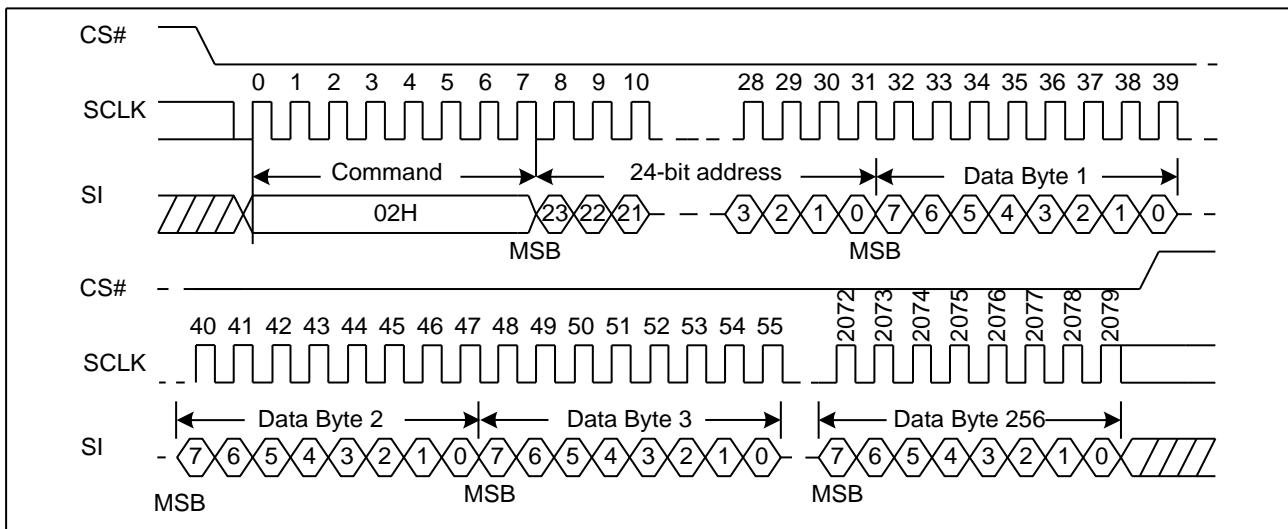 CS#
0 1 2 3 4 5 6 7 8 9 10 28 29 30 31 32 33 34 35 36 37 38 39
SCLK
Command 24-bit address Data Byte 1
SI
02H 23 22 21 3 2 1 0 7 6 5 4 3 2 1 0
MSB MSB
CS#
40 41 42 43 44 45 46 47 48 49 50 51 52 53 54 55 2072 2073 2074 2075 2076 2077 2078 2079
SCLK
Data Byte 2 Data Byte 3 Data Byte 256
SI
7 6 5 4 3 2 1 0 7 6 5 4 3 2 1 0 7 6 5 4 3 2 1 0
MSB MSB MSB